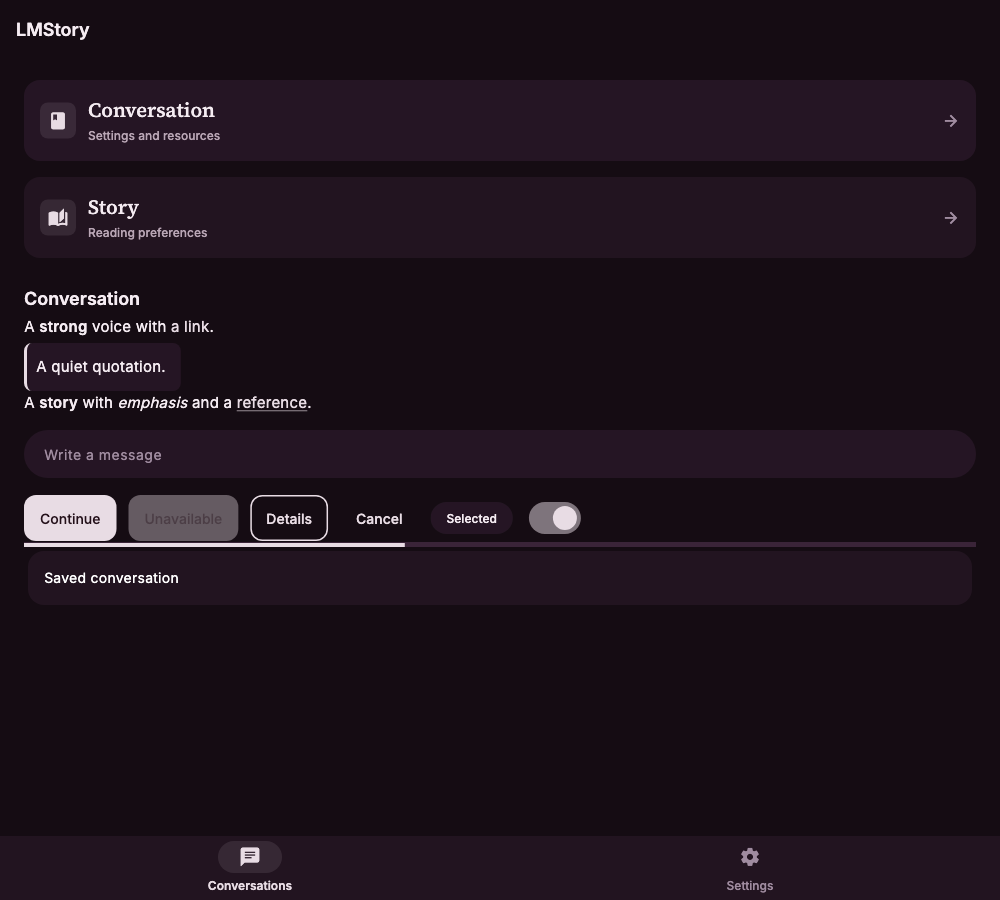 LMStory
Conversation
Settings and resources
Story
Reading preferences
Conversation
A strong voice with a link.
A quiet quotation.
A story with emphasis and a reference.
Write a message
Continue
Unavailable
Details
Cancel
Selected
Saved conversation
Conversations
Settings